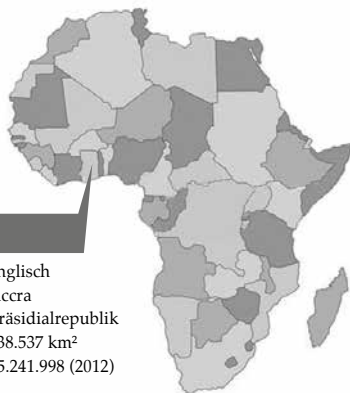 nglisch
ccra
räsidialrepublik
38.537 km²
5.241.998 (2012)